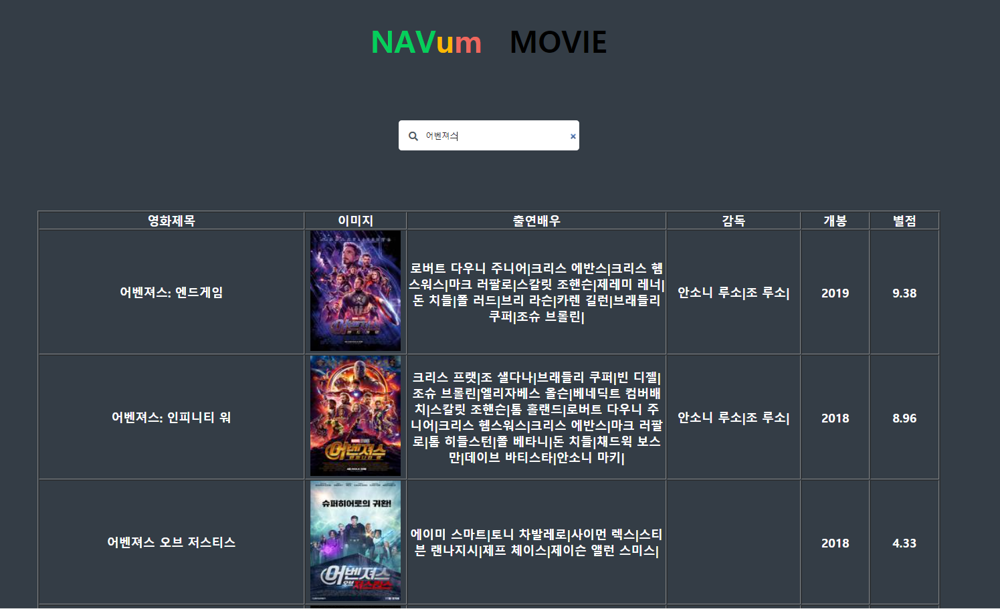 NAVum MOVIE
어벤져스
영화제목 이미지 출연배우 감독 개봉 별점
어벤져스: 엔드게임
어벤져스
로버트 다우니 주니어|크리스 에반스|크리스 헴
스워스|마크 러팔로|스칼릿 조핸슨|제레미 레너|
돈 치들|폴 러드|브리 라슨|카렌 길런|브래들리
쿠퍼|조슈 브롤린|
안소니 루소|조 루소|
2019
9.38
어벤져스: 인피니티 워
어벤져스
크리스 프랫|조 샐다나|브래들리 쿠퍼|빈 디젤|
조슈 브롤린|엘리자베스 올슨|베네딕트 컴버배
치|스칼릿 조핸슨|톰 홀랜드|로버트 다우니 주
니어|크리스 헴스워스|크리스 에반스|마크 러팔
로|톰 히들스턴|폴 베타니|돈 치들|채드윅 보스
만|데이브 바티스타|안소니 마키|
안소니 루소|조 루소|
2018
8.96
어벤져스 오브 저스티스
슈퍼히어로의 귀환!
어벤져스
오브 저스티스
에이미 스마트|토니 차발레로|사이먼 렉스|스티
븐 랜나지시|제프 체이스|제이슨 앨런 스미스|
2018
4.33